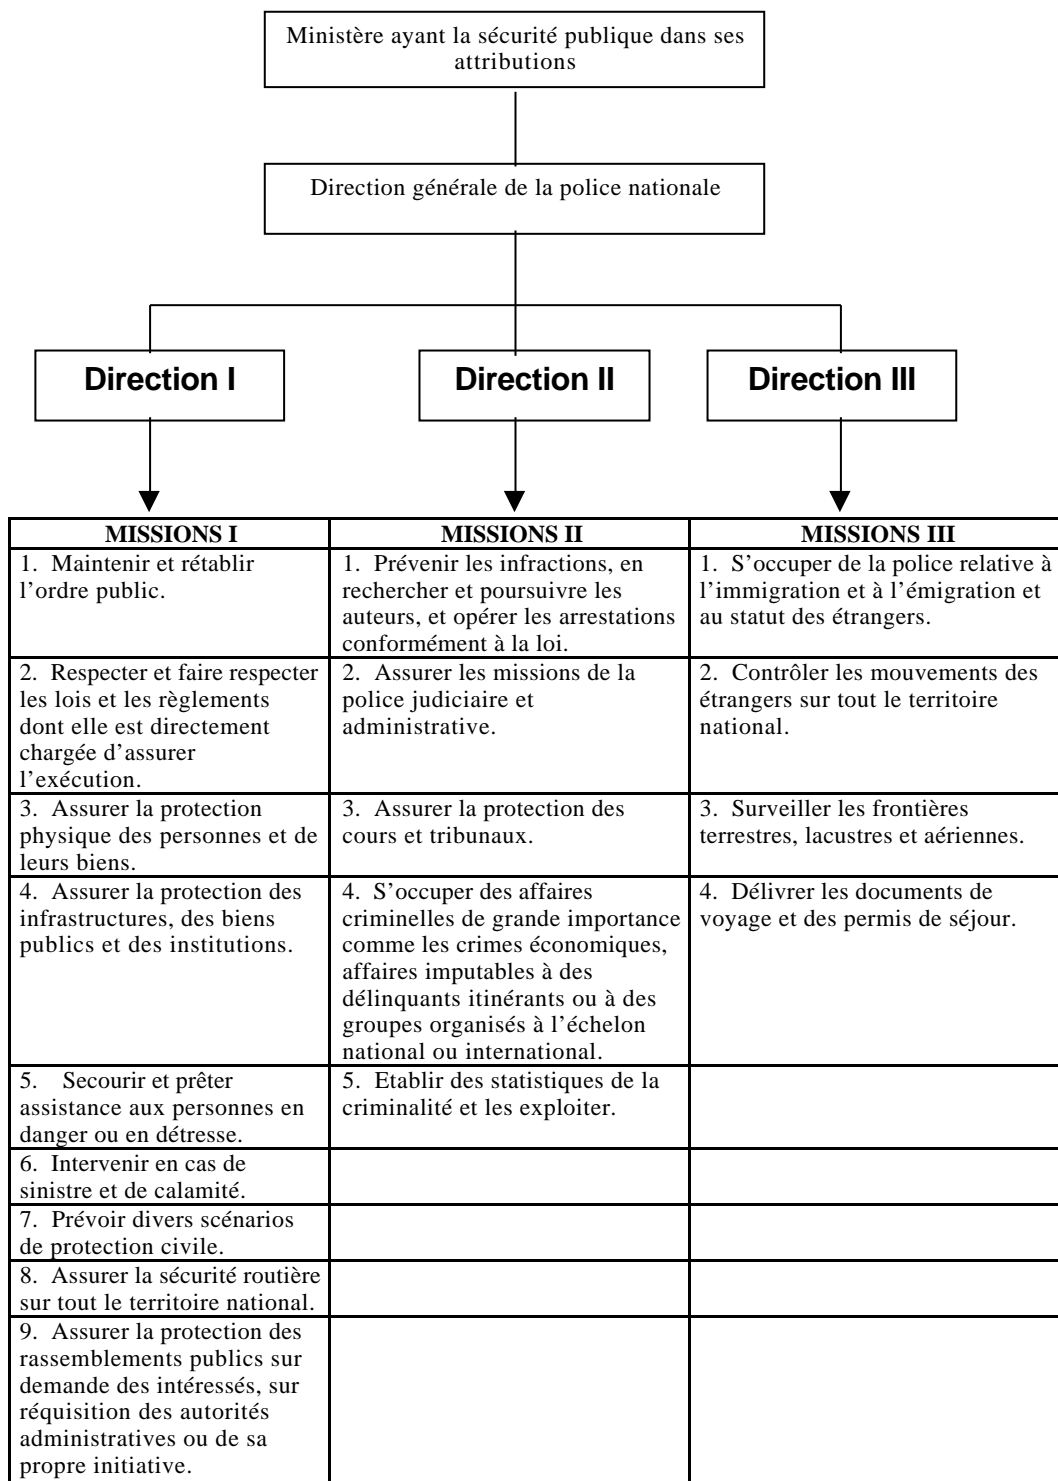 Ministère ayant la sécurité publique dans ses
attributions
Direction générale de la police nationale
Direction I
Direction II
Direction III
MISSIONS I
MISSIONS II
MISSIONS III
1. Maintenir et rétablir
l’ordre public.
1. Prévenir les infractions, en
rechercher et poursuivre les
auteurs, et opérer les arrestations
conformément à la loi.
1. S’occuper de la police relative à
l’immigration et à l’émigration et
au statut des étrangers.
2. Respecter et faire respecter
les lois et les règlements
dont elle est directement
chargée d’assurer
l’exécution.
2. Assurer les missions de la
police judiciaire et
administrative.
2. Contrôler les mouvements des
étrangers sur tout le territoire
national.
3. Assurer la protection
physique des personnes et de
leurs biens.
3. Assurer la protection des
cours et tribunaux.
3. Surveiller les frontières
terrestres, lacustres et aériennes.
4. Assurer la protection des
infrastructures, des biens
publics et des institutions.
4. S’occuper des affaires
criminelles de grande importance
comme les crimes économiques,
affaires imputables à des
délinquants itinérants ou à des
groupes organisés à l’échelon
national ou international.
4. Délivrer les documents de
voyage et des permis de séjour.
5. Secourir et prêter
assistance aux personnes en
danger ou en détresse.
5. Etablir des statistiques de la
criminalité et les exploiter.
6. Intervenir en cas de
sinistre et de calamité.
7. Prévoir divers scénarios
de protection civile.
8. Assurer la sécurité routière
sur tout le territoire national.
9. Assurer la protection des
rassemblements publics sur
demande des intéressés, sur
réquisition des autorités
administratives ou de sa
propre initiative.